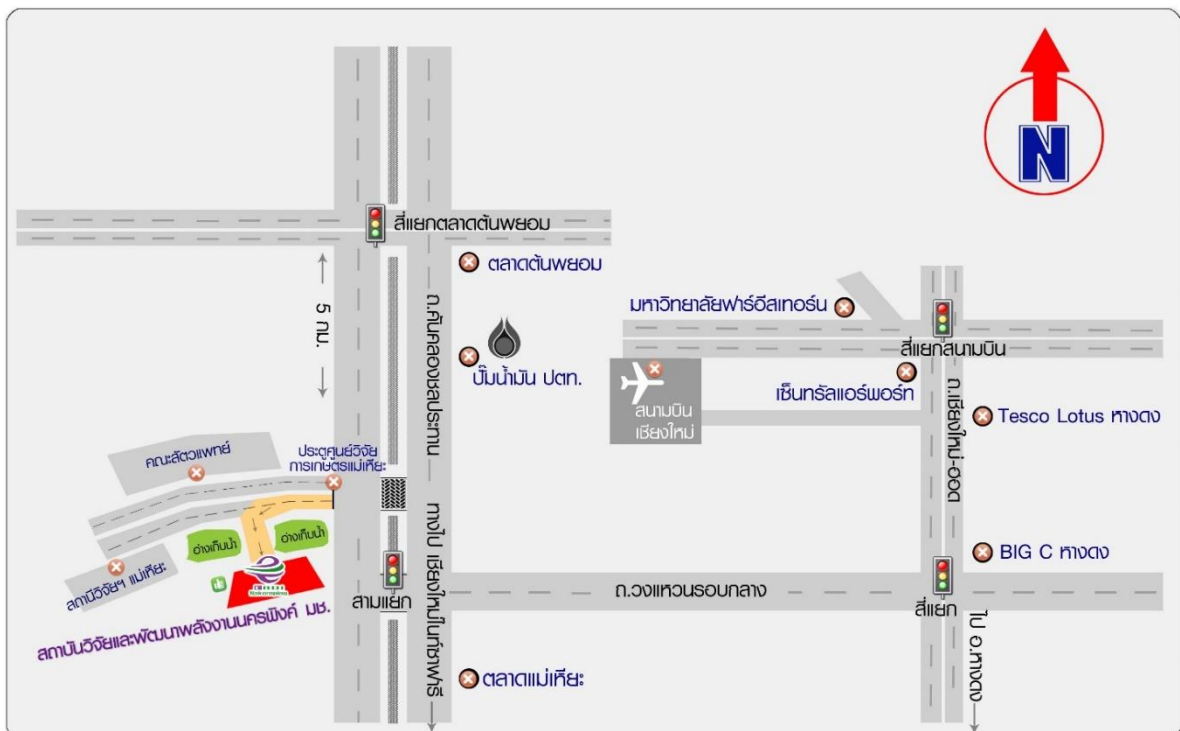 N
สี่แยกตลาดต้นพยอม
ตลาดต้นพยอม
5 กม.
ถ.คันคลองชลประทาน
ปั๊มน้ำมัน ปตท.
มหาวิทยาลัยฟาร์อีสเทอร์น
สี่แยกสนามบิน
เซ็นทรัลแอร์พอร์ท
สนามบิน
เชียงใหม่
ถ.เชียงใหม่-ฮอด
Tesco Lotus หางดง
คณะสัตวแพทย์
ประตูศูนย์วิจัย
การเกษตรแม่เหียะ
อ่างเก็บน้ำ
อ่างเก็บน้ำ
สถานีวิจัยฯ แม่เหียะ
สถาบันวิจัยและพัฒนาพลังงานนครพิงค์ มช.
สามแยก
ทางไป เชียงใหม่ไนท์ซาฟารี
ถ.วงแหวนรอบกลาง
BIG C หางดง
สี่แยก
ไป อ.หางดง
ตลาดแม่เหียะ